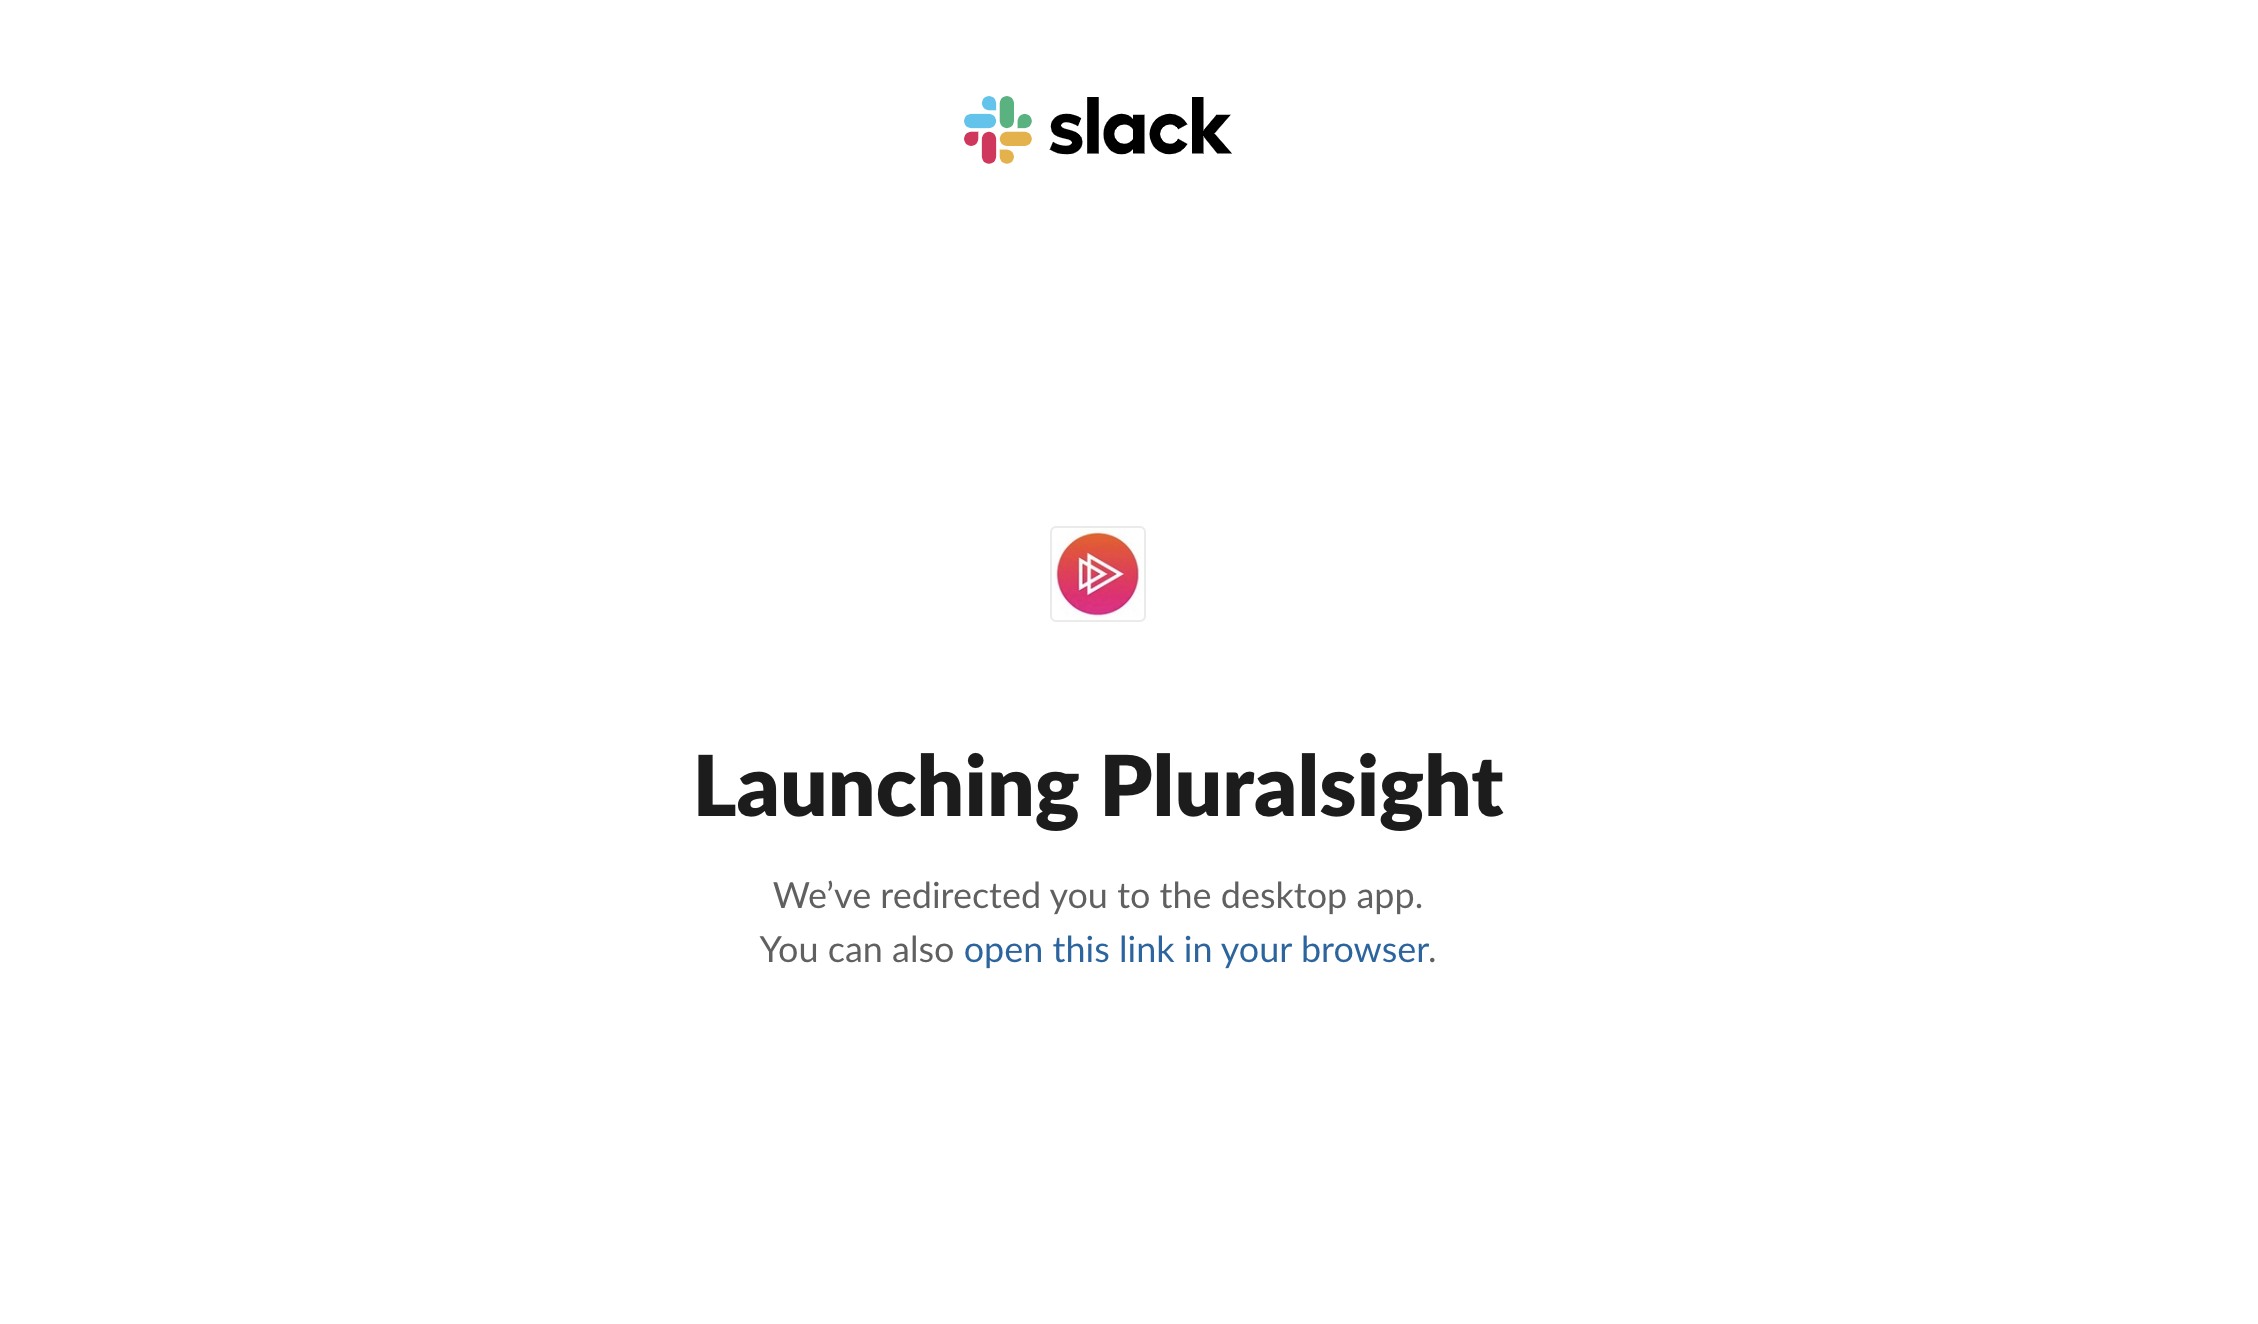 slack
Launching Pluralsight
We’ve redirected you to the desktop app.
You can also open this link in your browser.